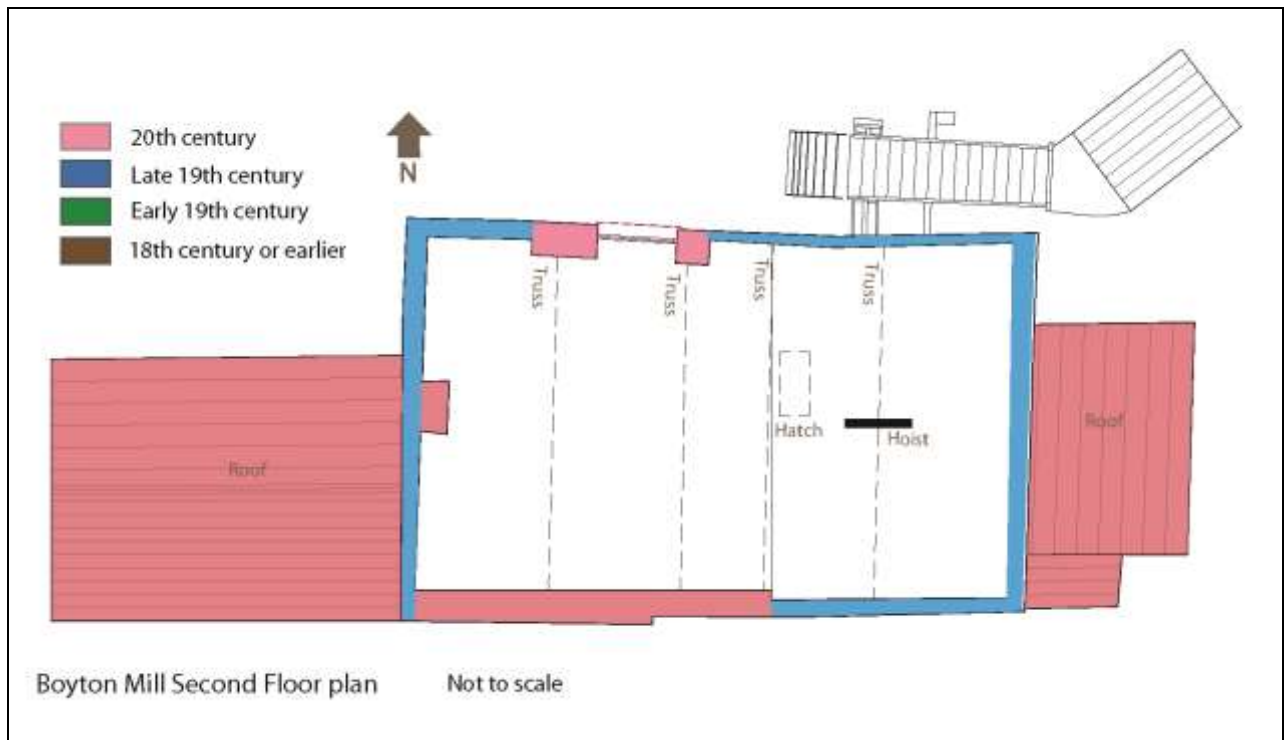 20th century
Late 19th century
Early 19th century
18th century or earlier
N
Truss
Truss
Truss
Truss
Hatch
Hoist
Roof
Roof
Boyton Mill Second Floor plan
Not to scale